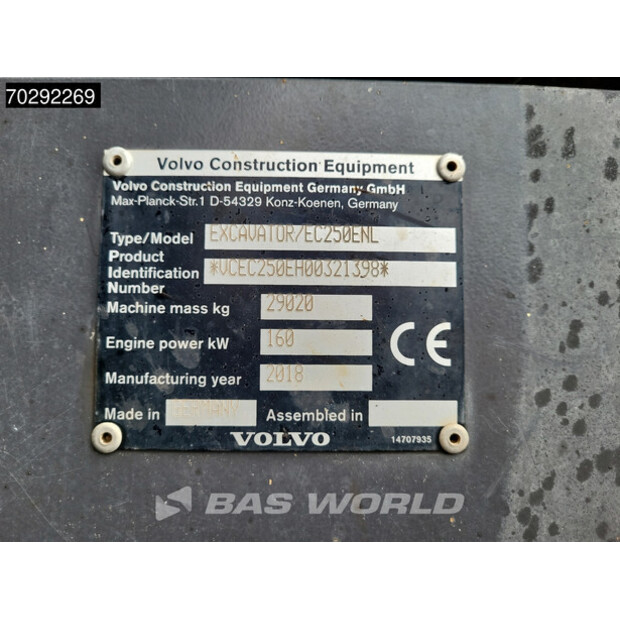 70292269
Volvo Construction Equipment
Volvo Construction Equipment Germany GmbH
Max-Planck-Str.1 D-54329 Konz-Koenen, Germany
Type/Model EXCAVATOR/EC250ENL
Product
Identification *VCEC250EH00321398*
Number
Machine mass kg 29020
Engine power kW 160
Manufacturing year 2018
CE
Made in GERMANY Assembled in
VOLVO
14707935
BAS WORLD